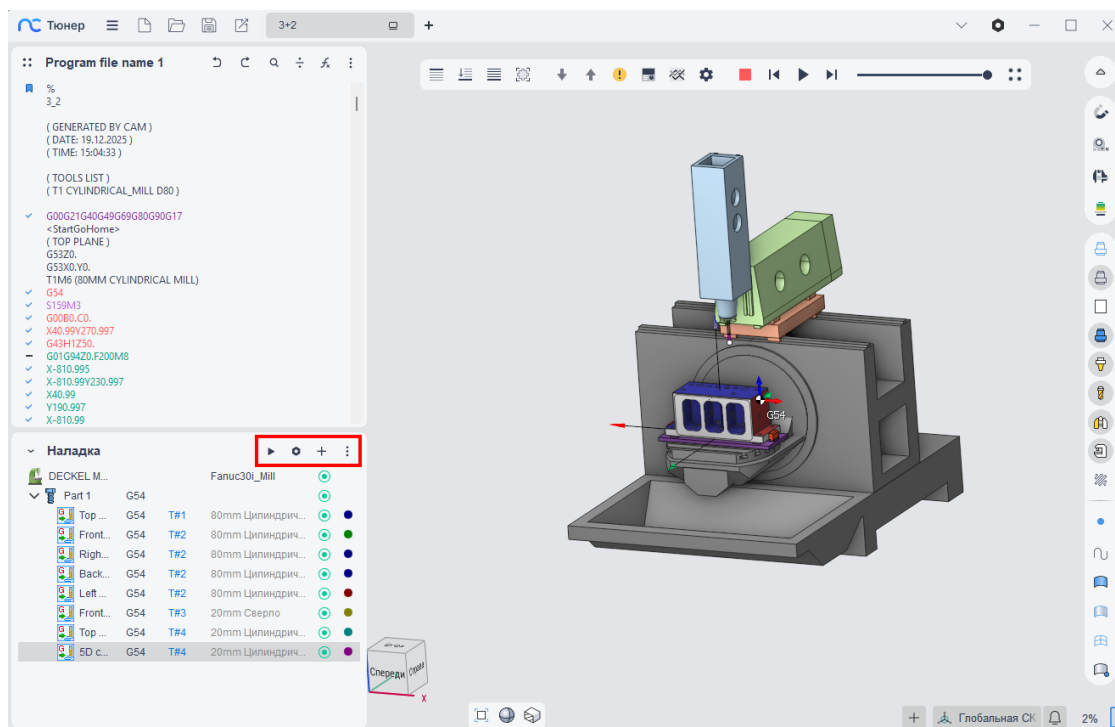 Тюнер
3+2
Program file name 1
%
3_2
( GENERATED BY CAM )
( DATE: 19.12.2025 )
( TIME: 15:04:33 )
( TOOLS LIST )
( T1 CYLINDRICAL_MILL D80 )
G00G21G40G49G69G80G90G17
<StartGoHome>
( TOP PLANE )
G53Z0.
G53X0.Y0.
T1M6 (80MM CYLINDRICAL MILL)
G54
S159M3
G00B0.C0.
X40.99Y270.997
G43H1Z50.
G01G94Z0.F200M8
X-810.995
X-810.99Y230.997
X40.99
Y190.997
X-810.99
Наладка
DECKEL M... Fanuc30i_Mill
Part 1 G54
Top ... G54 T#1 80mm Цилиндрич...
Front... G54 T#2 80mm Цилиндрич...
Righ... G54 T#2 80mm Цилиндрич...
Back... G54 T#2 80mm Цилиндрич...
Left ... G54 T#2 80mm Цилиндрич...
Front... G54 T#3 20mm Сверло
Top ... G54 T#4 20mm Цилиндрич...
5D c... G54 T#4 20mm Цилиндрич...
G54
Спереди
Справа
X
Глобальная СК
2%